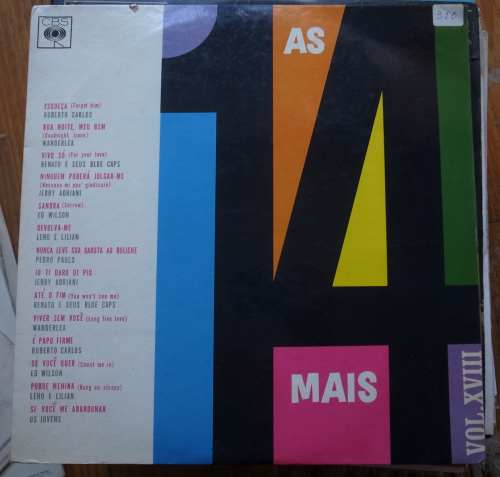 CBS
AS
14
MAIS
VOL. XVIII
ESQUEÇA (Forget him)
ROBERTO CARLOS
BOA NOITE, MEU BEM
(Goodnight, Irene)
WANDERLEA
VIVO SÓ (For your love)
RENATO E SEUS BLUE CAPS
NINGUEM PODERÁ JULGAR-ME
(Nessuno mi puo' giudicare)
JERRY ADRIANI
SANDRA (Sorrow)
ED WILSON
DEVOLVA-ME
LENO E LILIAN
NUNCA LEVE SUA GAROTA AO BULICHE
PEDRO PAULO
IO TI DARO DI PIU
JERRY ADRIANI
ATÉ O FIM (You won't see me)
RENATO E SEUS BLUE CAPS
VIVER SEM VOCÊ (Long live love)
WANDERLEA
É PAPO FIRME
ROBERTO CARLOS
SE VOCÊ QUER (Count me in)
ED WILSON
POBRE MENINA (Hang on sloopy)
LENO E LILIAN
SE VOCÊ ME ABANDONAR
OS JOVENS